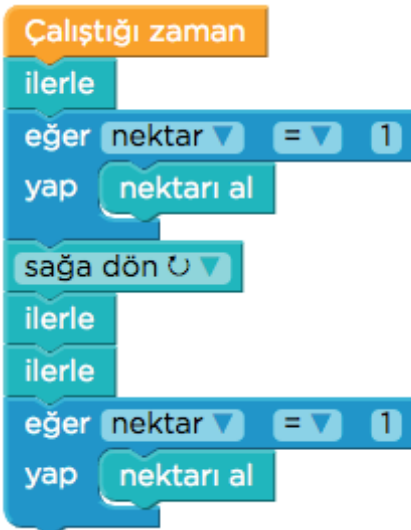 Çalıştığı zaman
ilerle
eğer nektar = 1
yap nektarı al
sağa dön ↻
ilerle
ilerle
eğer nektar = 1
yap nektarı al